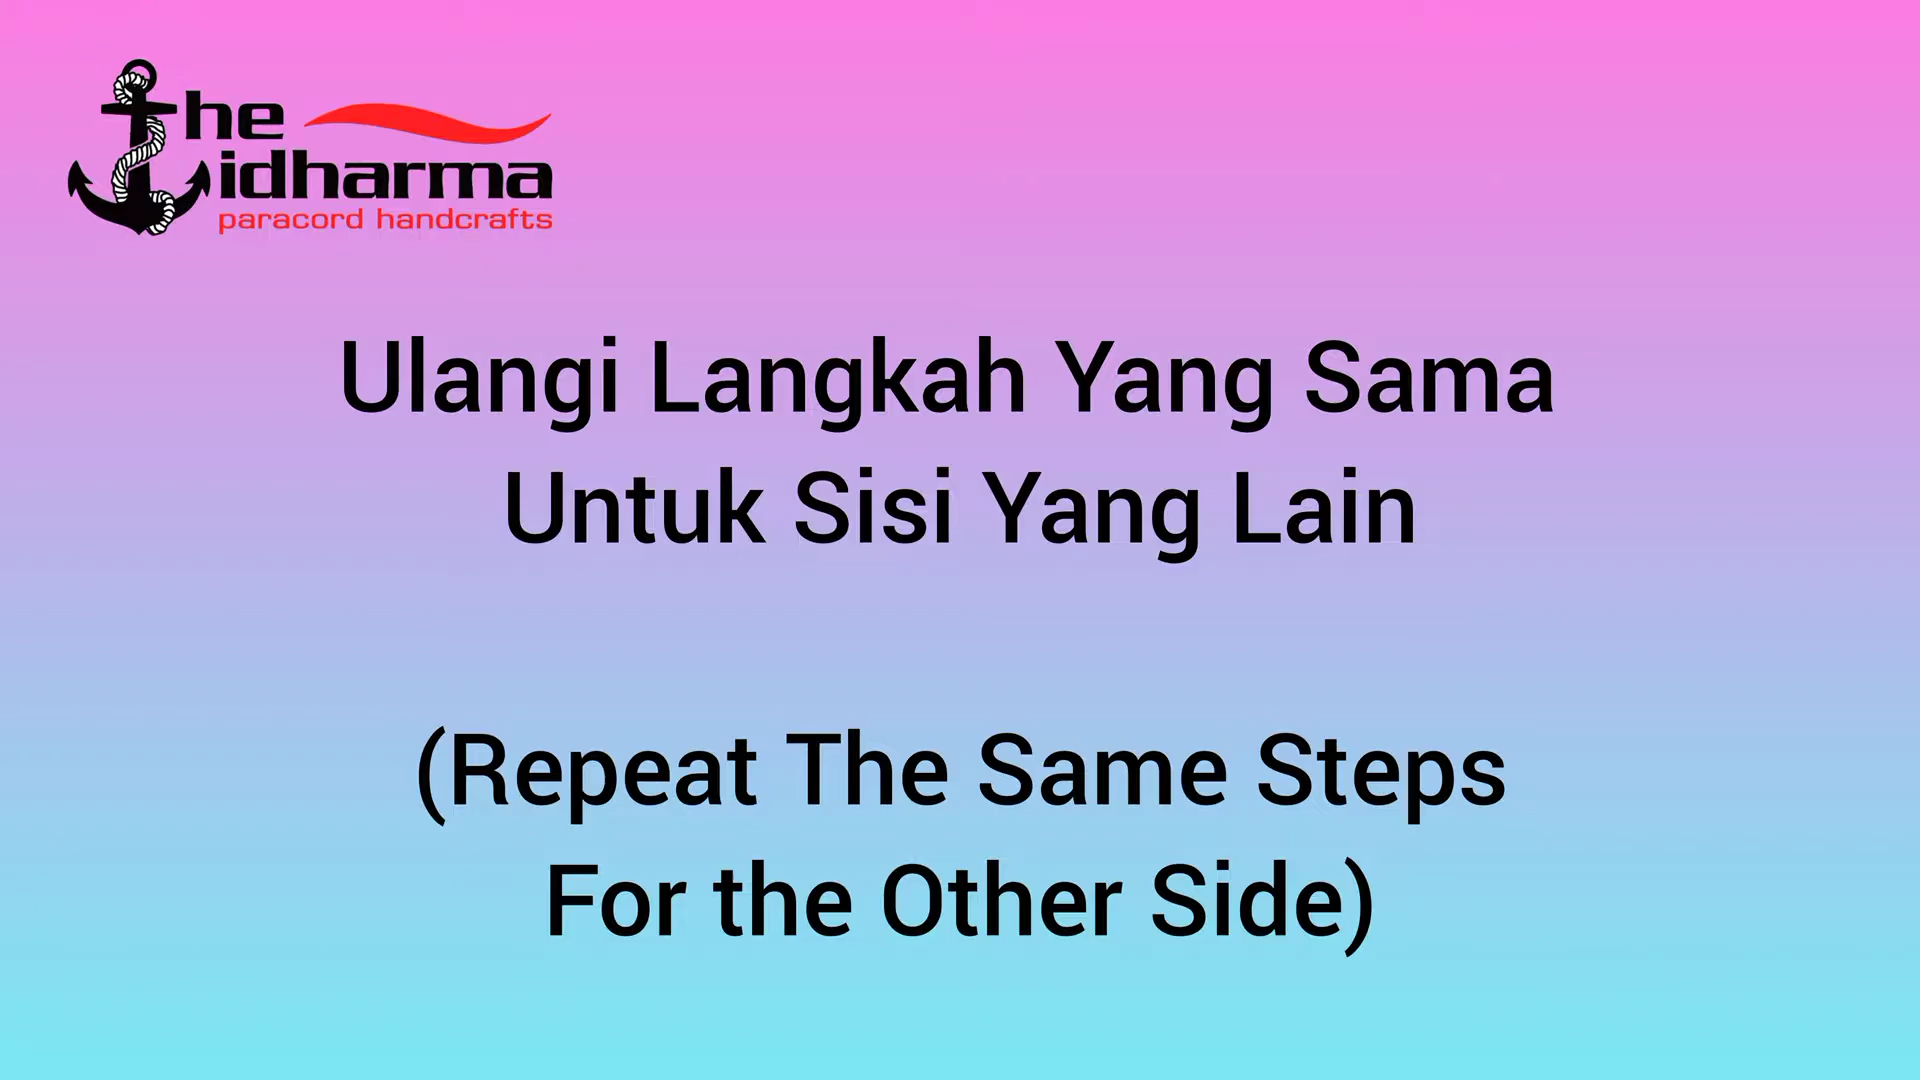 The
Widharma
paracord handcrafts
Ulangi Langkah Yang Sama
Untuk Sisi Yang Lain
(Repeat The Same Steps
For the Other Side)